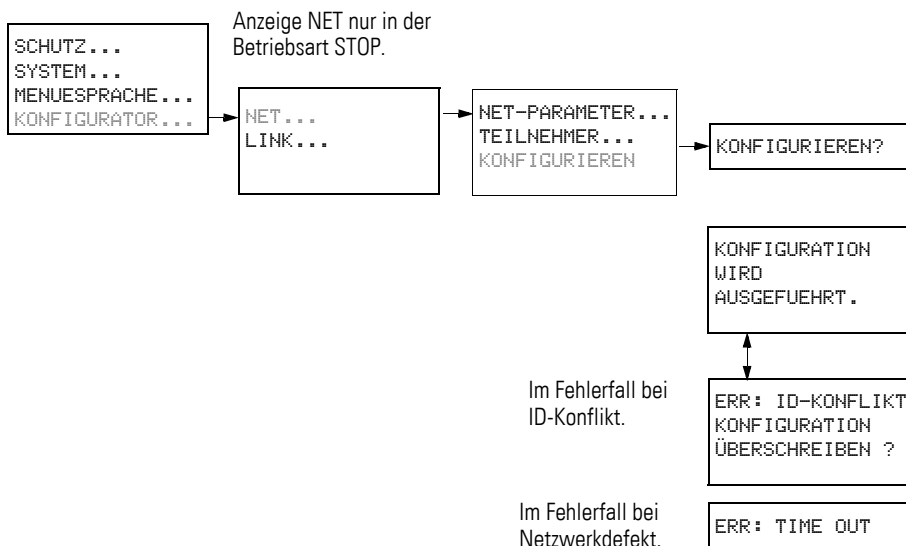 Anzeige NET nur in der
Betriebsart STOP.
SCHUTZ...
SYSTEM...
MENUESPRACHE...
KONFIGURATOR...
NET...
LINK...
NET-PARAMETER...
TEILNEHMER...
KONFIGURIEREN
KONFIGURIEREN?
KONFIGURATION
WIRD
AUSGEFUEHRT.
Im Fehlerfall bei
ID-Konflikt.
ERR: ID-KONFLIKT
KONFIGURATION
ÜBERSCHREIBEN ?
Im Fehlerfall bei
Netzwerkdefekt.
ERR: TIME OUT